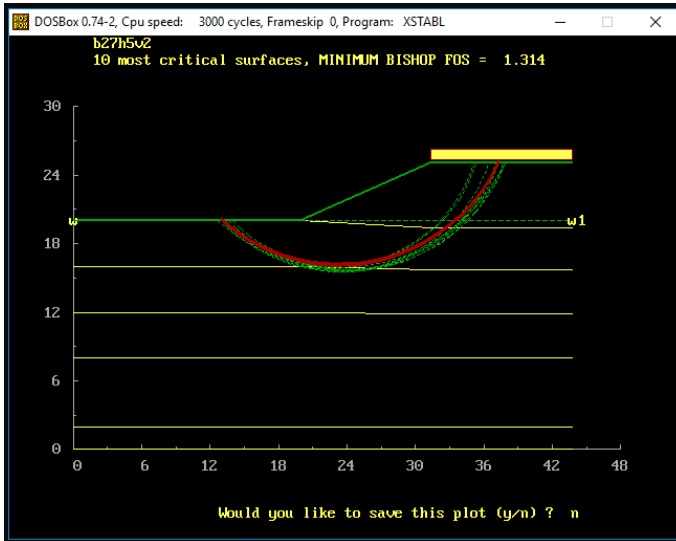 DOSBox 0.74-2, Cpu speed: 3000 cycles, Frameskip 0, Program: XSTABL
b27h5v2
10 most critical surfaces, MINIMUM BISHOP FOS = 1.314
30
24
w
w1
18
12
6
0
0 6 12 18 24 30 36 42 48
Would you like to save this plot (y/n) ? n